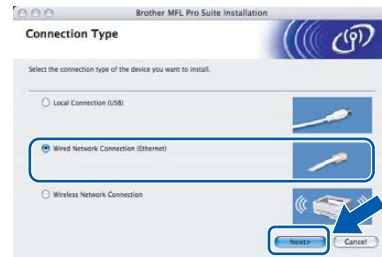 Brother MFL Pro Suite Installation
Connection Type
Select the connection type of the device you want to install.
Local Connection (USB)
Wired Network Connection (Ethernet)
Wireless Network Connection
Next>
Cancel